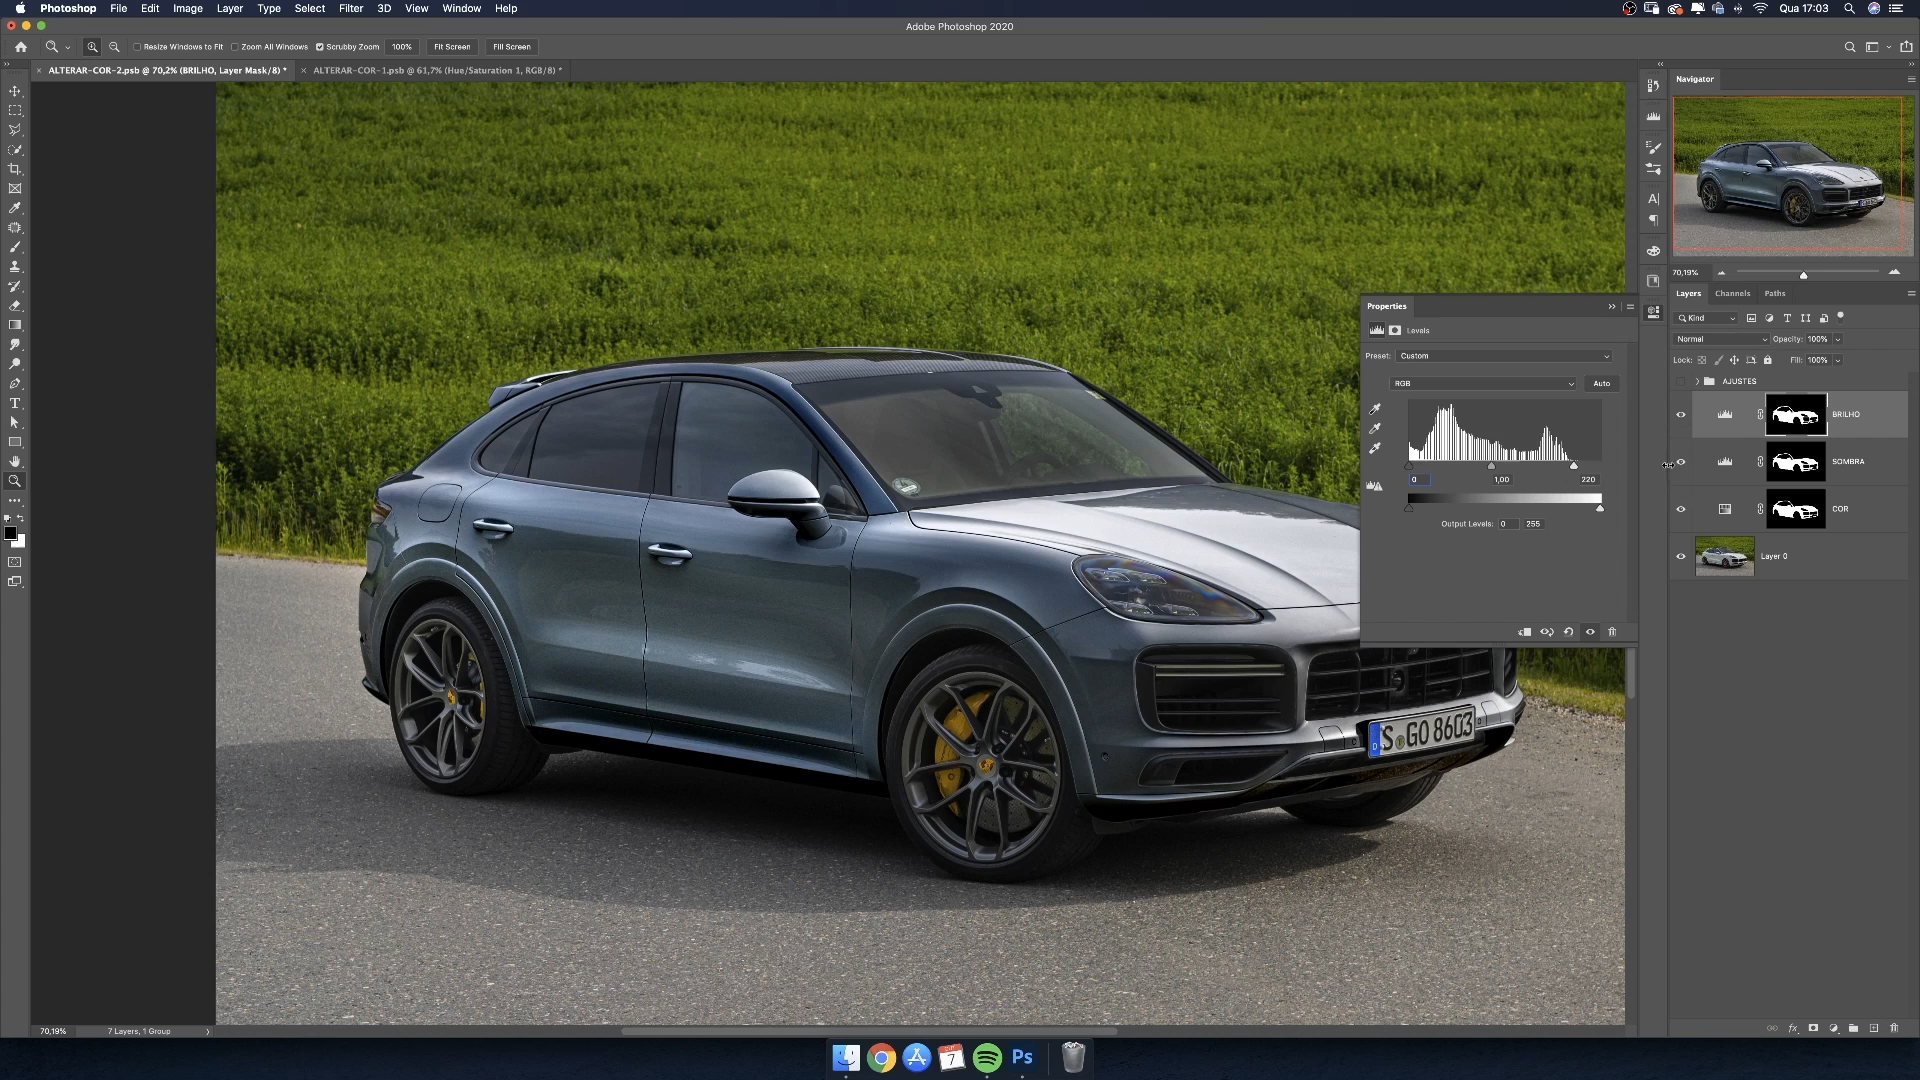 Photoshop File Edit Image Layer Type Select Filter 3D View Window Help Qua 17:03
Adobe Photoshop 2020
Resize Windows to Fit Zoom All Windows Scrubby Zoom 100% Fit Screen Fill Screen
ALTERAR-COR-2.psb @ 70,2% (BRILHO, Layer Mask/8) * ALTERAR-COR-1.psb @ 61,7% (Hue/Saturation 1, RGB/8) *
Navigator
70,19%
Layers Channels Paths
Kind
Normal Opacity: 100%
Lock: Fill: 100%
AJUSTES
BRILHO
SOMBRA
COR
Layer 0
Properties
Levels
Preset: Custom
RGB Auto
0 1,00 220
Output Levels: 0 255
S GO 8603
D
70,19% 7 Layers, 1 Group
7
Ps